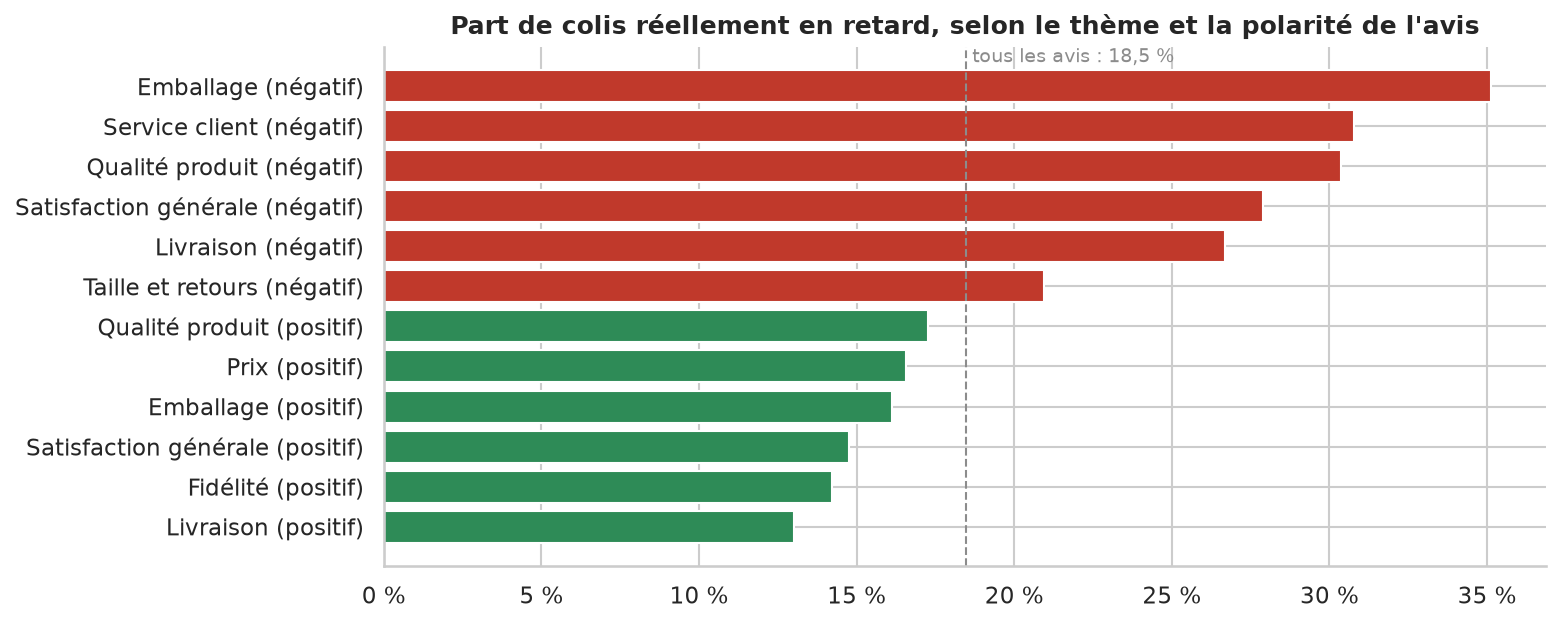 Part de colis réellement en retard, selon le thème et la polarité de l'avis
tous les avis : 18,5 %
Emballage (négatif)
Service client (négatif)
Qualité produit (négatif)
Satisfaction générale (négatif)
Livraison (négatif)
Taille et retours (négatif)
Qualité produit (positif)
Prix (positif)
Emballage (positif)
Satisfaction générale (positif)
Fidélité (positif)
Livraison (positif)
0 % 5 % 10 % 15 % 20 % 25 % 30 % 35 %